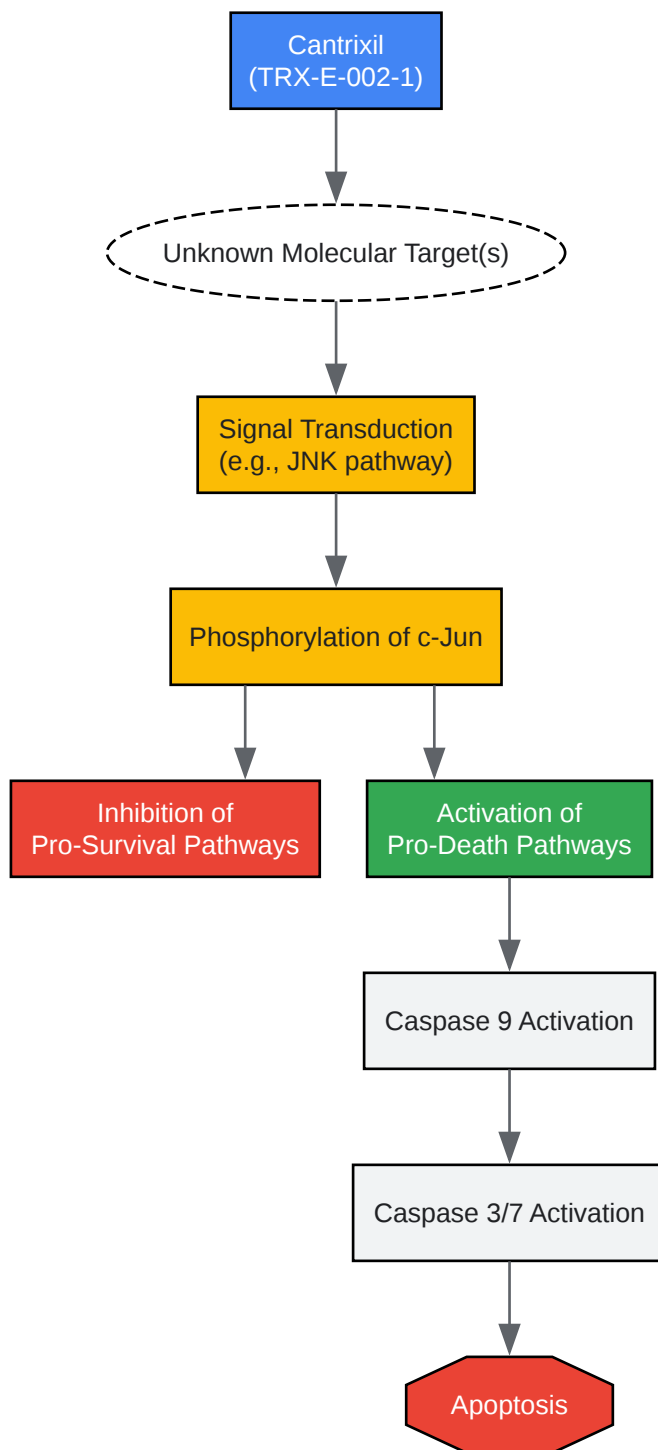 Cantrixil
(TRX-E-002-1)
Unknown Molecular Target(s)
Signal Transduction
(e.g., JNK pathway)
Phosphorylation of c-Jun
Inhibition of
Pro-Survival Pathways
Activation of
Pro-Death Pathways
Caspase 9 Activation
Caspase 3/7 Activation
Apoptosis